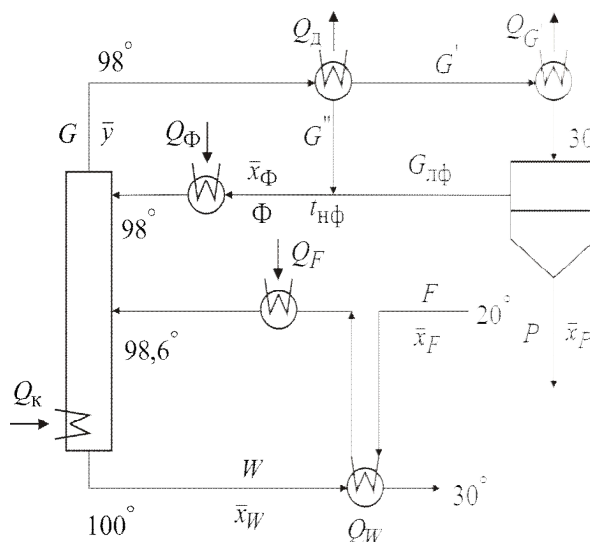 Q_Д
Q_G'
98°
G'
G y̅
Q_Ф
G"
30
x̅_Ф
G_лф
Ф
t_нф
98°
Q_F
F
20°
x̅_F
98,6°
P x̅_P
Q_к
W
30°
100°
x̅_W
Q_W